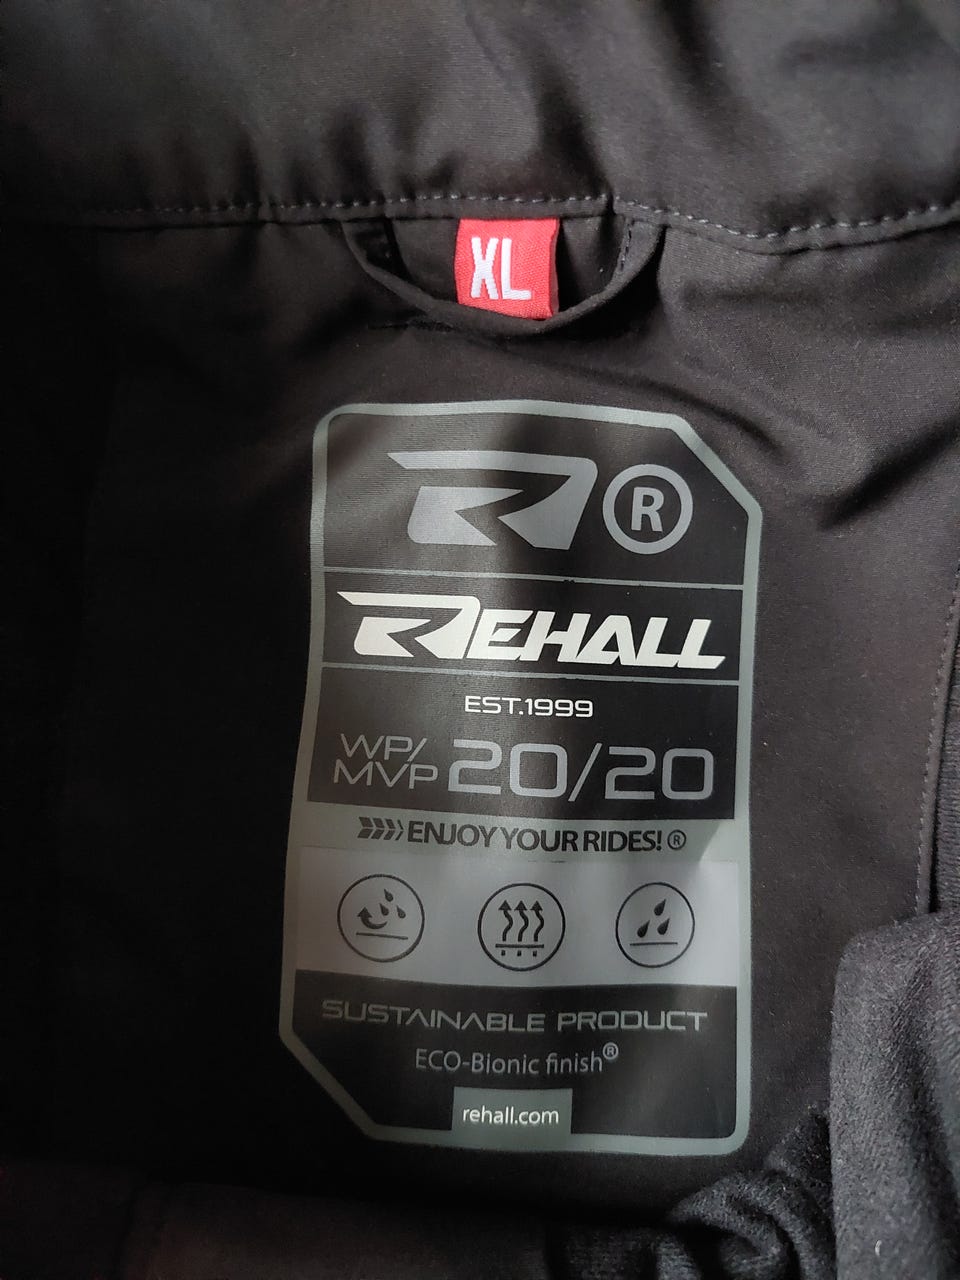 XL
R ®
REHALL
EST.1999
WP/
MVP 20/20
ENJOY YOUR RIDES! ®
SUSTAINABLE PRODUCT
ECO-Bionic finish®
rehall.com